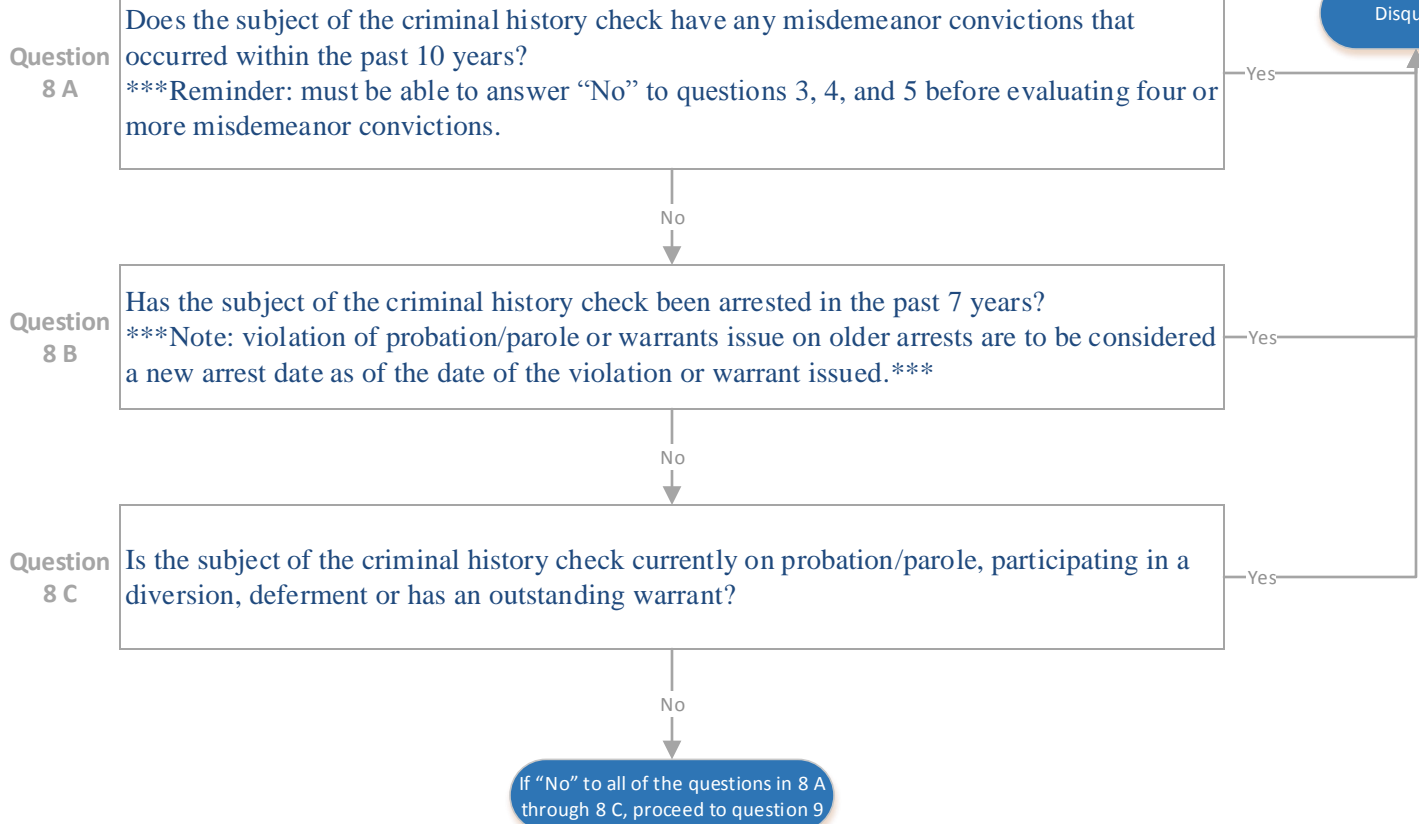 Disqu
Does the subject of the criminal history check have any misdemeanor convictions that
Question
8 A
occurred within the past 10 years?
***Reminder: must be able to answer “No” to questions 3, 4, and 5 before evaluating four or
more misdemeanor convictions.
Yes
No
Question
8 B
Has the subject of the criminal history check been arrested in the past 7 years?
***Note: violation of probation/parole or warrants issue on older arrests are to be considered
a new arrest date as of the date of the violation or warrant issued.***
Yes
No
Question
8 C
Is the subject of the criminal history check currently on probation/parole, participating in a
diversion, deferment or has an outstanding warrant?
Yes
No
If “No” to all of the questions in 8 A
through 8 C, proceed to question 9